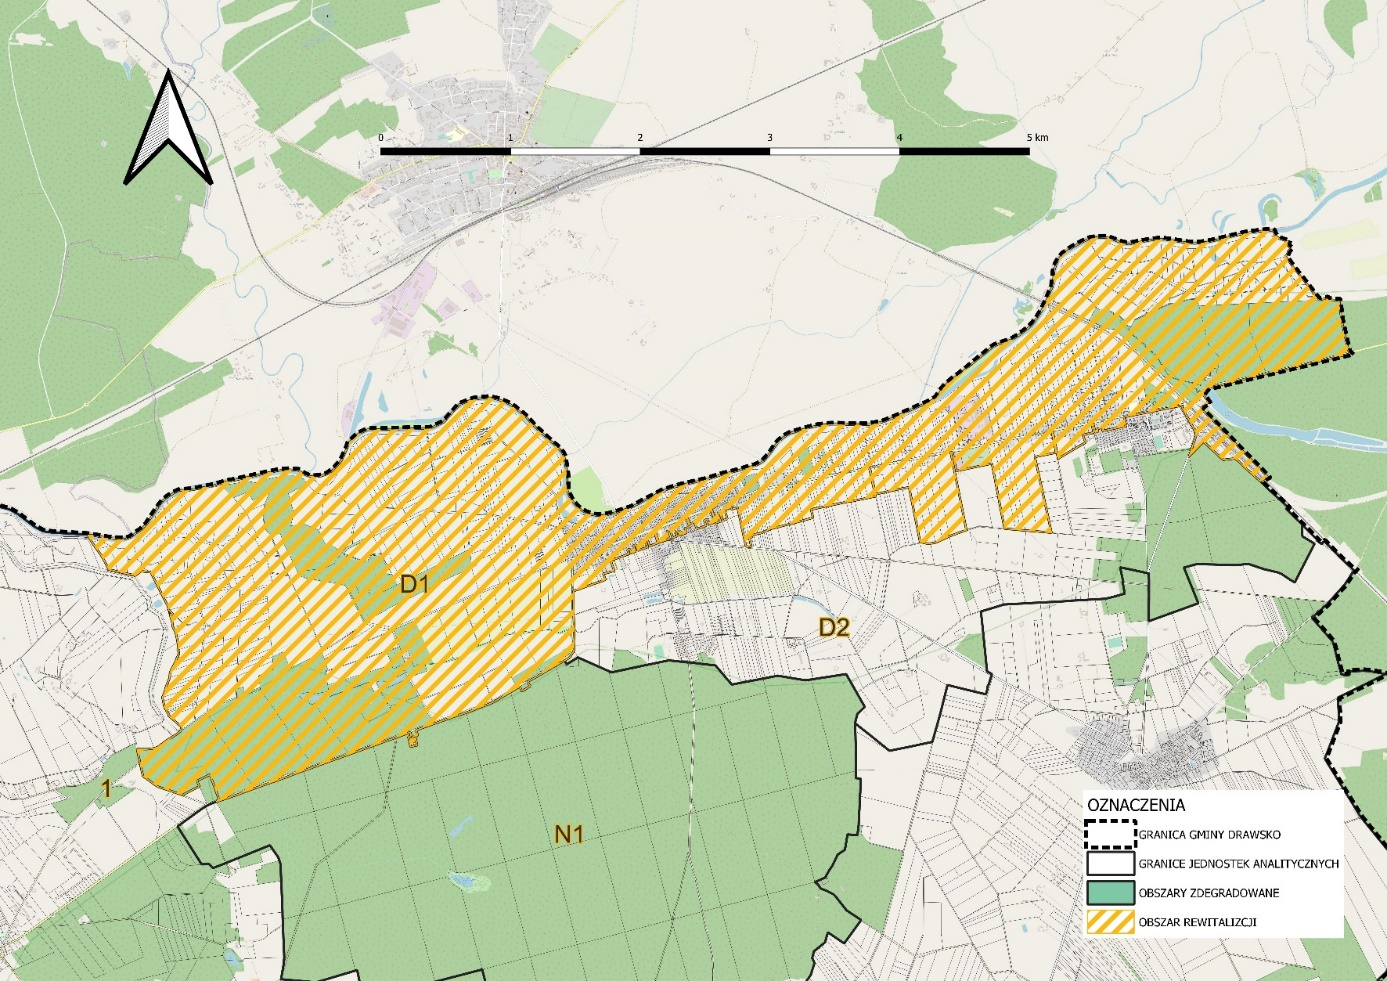 0 1 2 3 4 5 km
D1
D2
1
N1
OZNACZENIA
GRANICA GMINY DRAWSKO
GRANICE JEDNOSTEK ANALITYCZNYCH
OBSZARY ZDEGRADOWANE
OBSZAR REWITALIZCJI